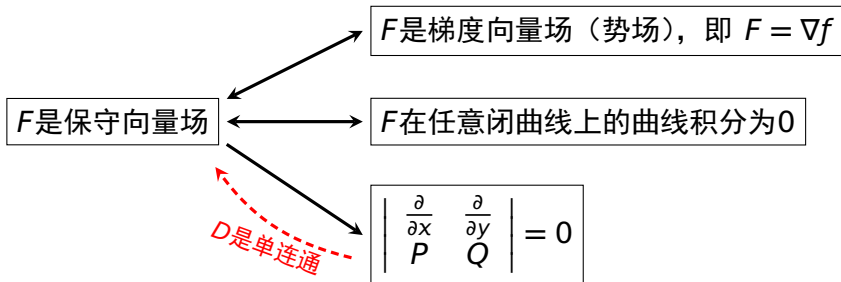 F是梯度向量场（势场），即 F = ∇f
F是保守向量场
F在任意闭曲线上的曲线积分为0
D是单连通
| ∂/∂x ∂/∂y |
| P Q | = 0